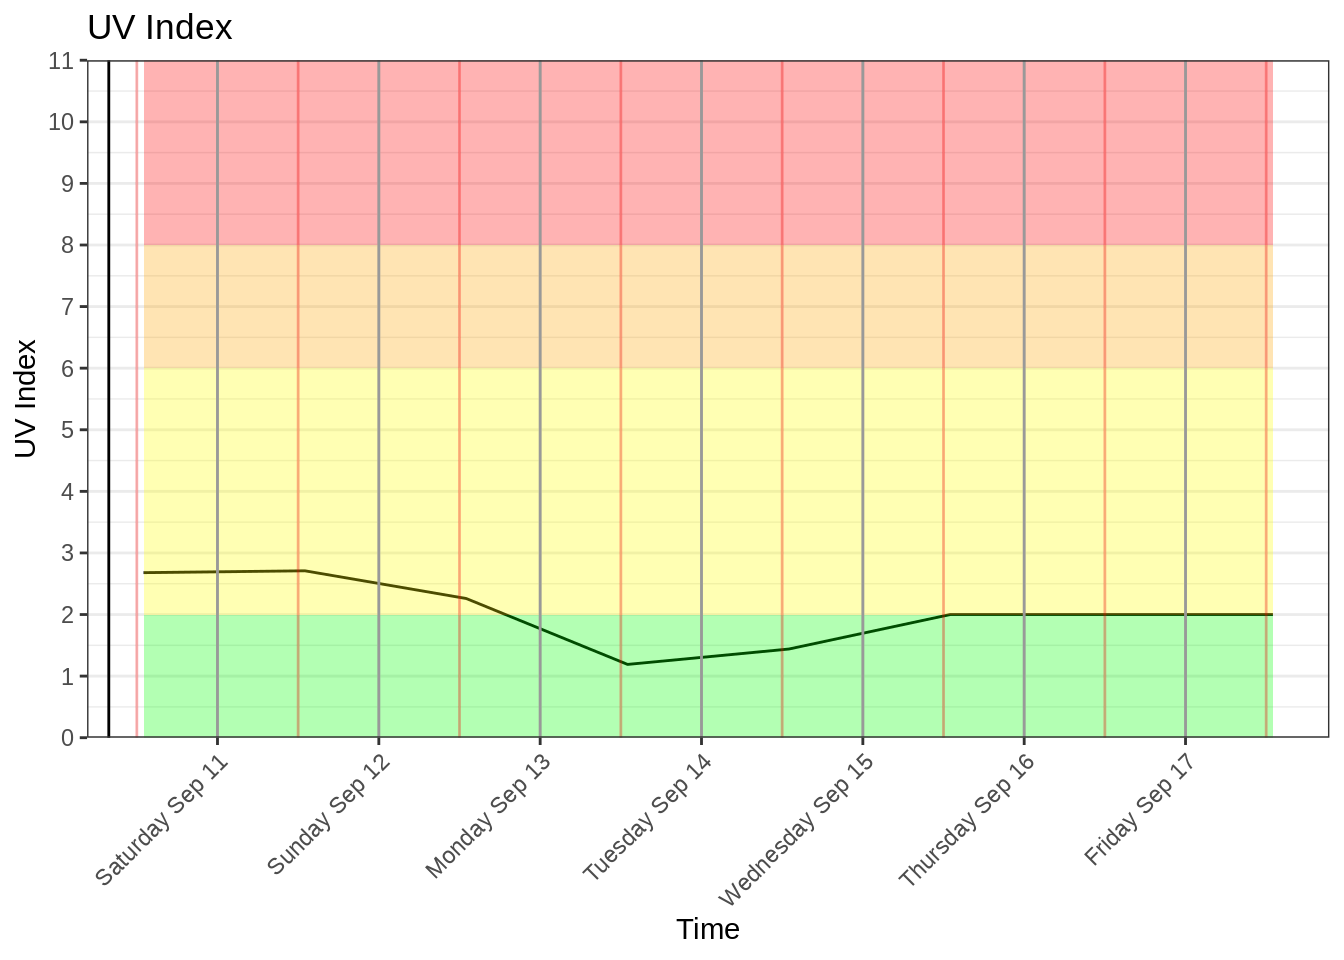 UV Index
11
10
9
8
7
6
5
4
3
2
1
0
UV Index
Saturday Sep 11
Sunday Sep 12
Monday Sep 13
Tuesday Sep 14
Wednesday Sep 15
Thursday Sep 16
Friday Sep 17
Time